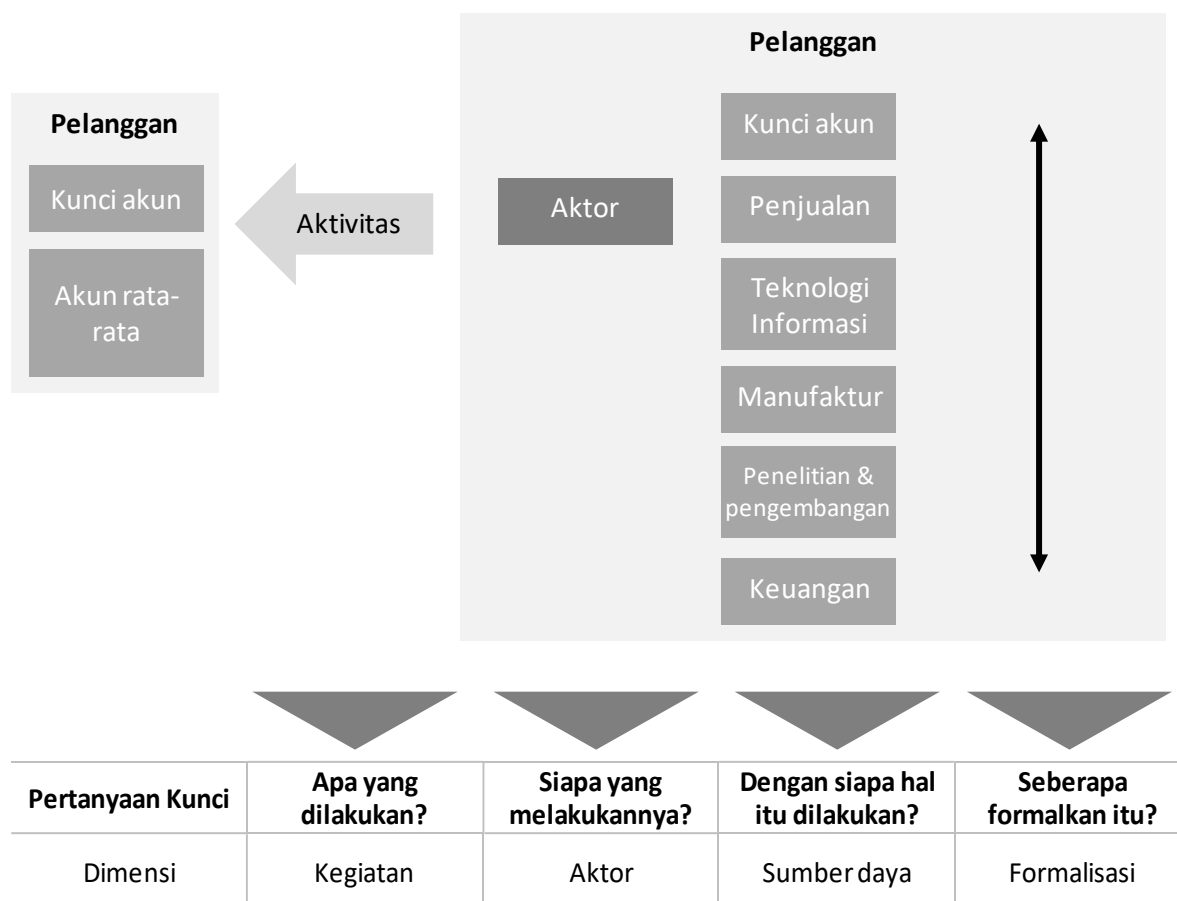 Pelanggan
Kunci akun
Akun rata-
rata
Aktivitas
Pelanggan
Aktor
Kunci akun
Penjualan
Teknologi
Informasi
Manufaktur
Penelitian &
pengembangan
Keuangan
Pertanyaan Kunci
Apa yang
dilakukan?
Siapa yang
melakukannya?
Dengan siapa hal
itu dilakukan?
Seberapa
formalkan itu?
Dimensi
Kegiatan
Aktor
Sumber daya
Formalisasi